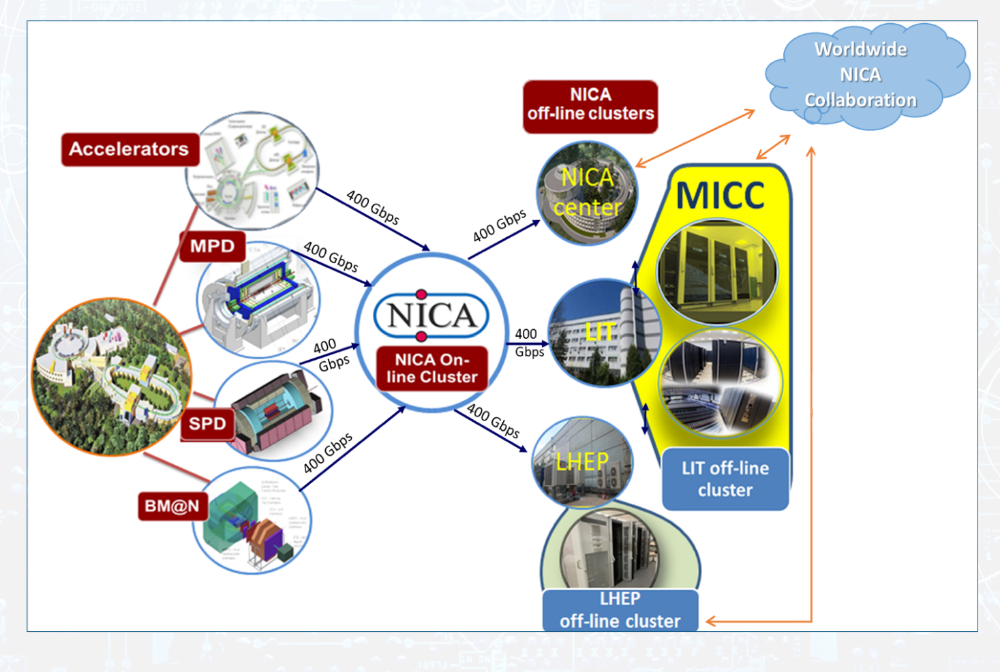 Worldwide
NICA
Collaboration
NICA
off-line clusters
Accelerators
NICA
center
MICC
400 Gbps
400 Gbps
MPD
400 Gbps
NICA
NICA On-
line Cluster
LIT
400
Gbps
400
Gbps
SPD
400 Gbps
400 Gbps
LHEP
LIT off-line
cluster
BM@N
LHEP
off-line cluster